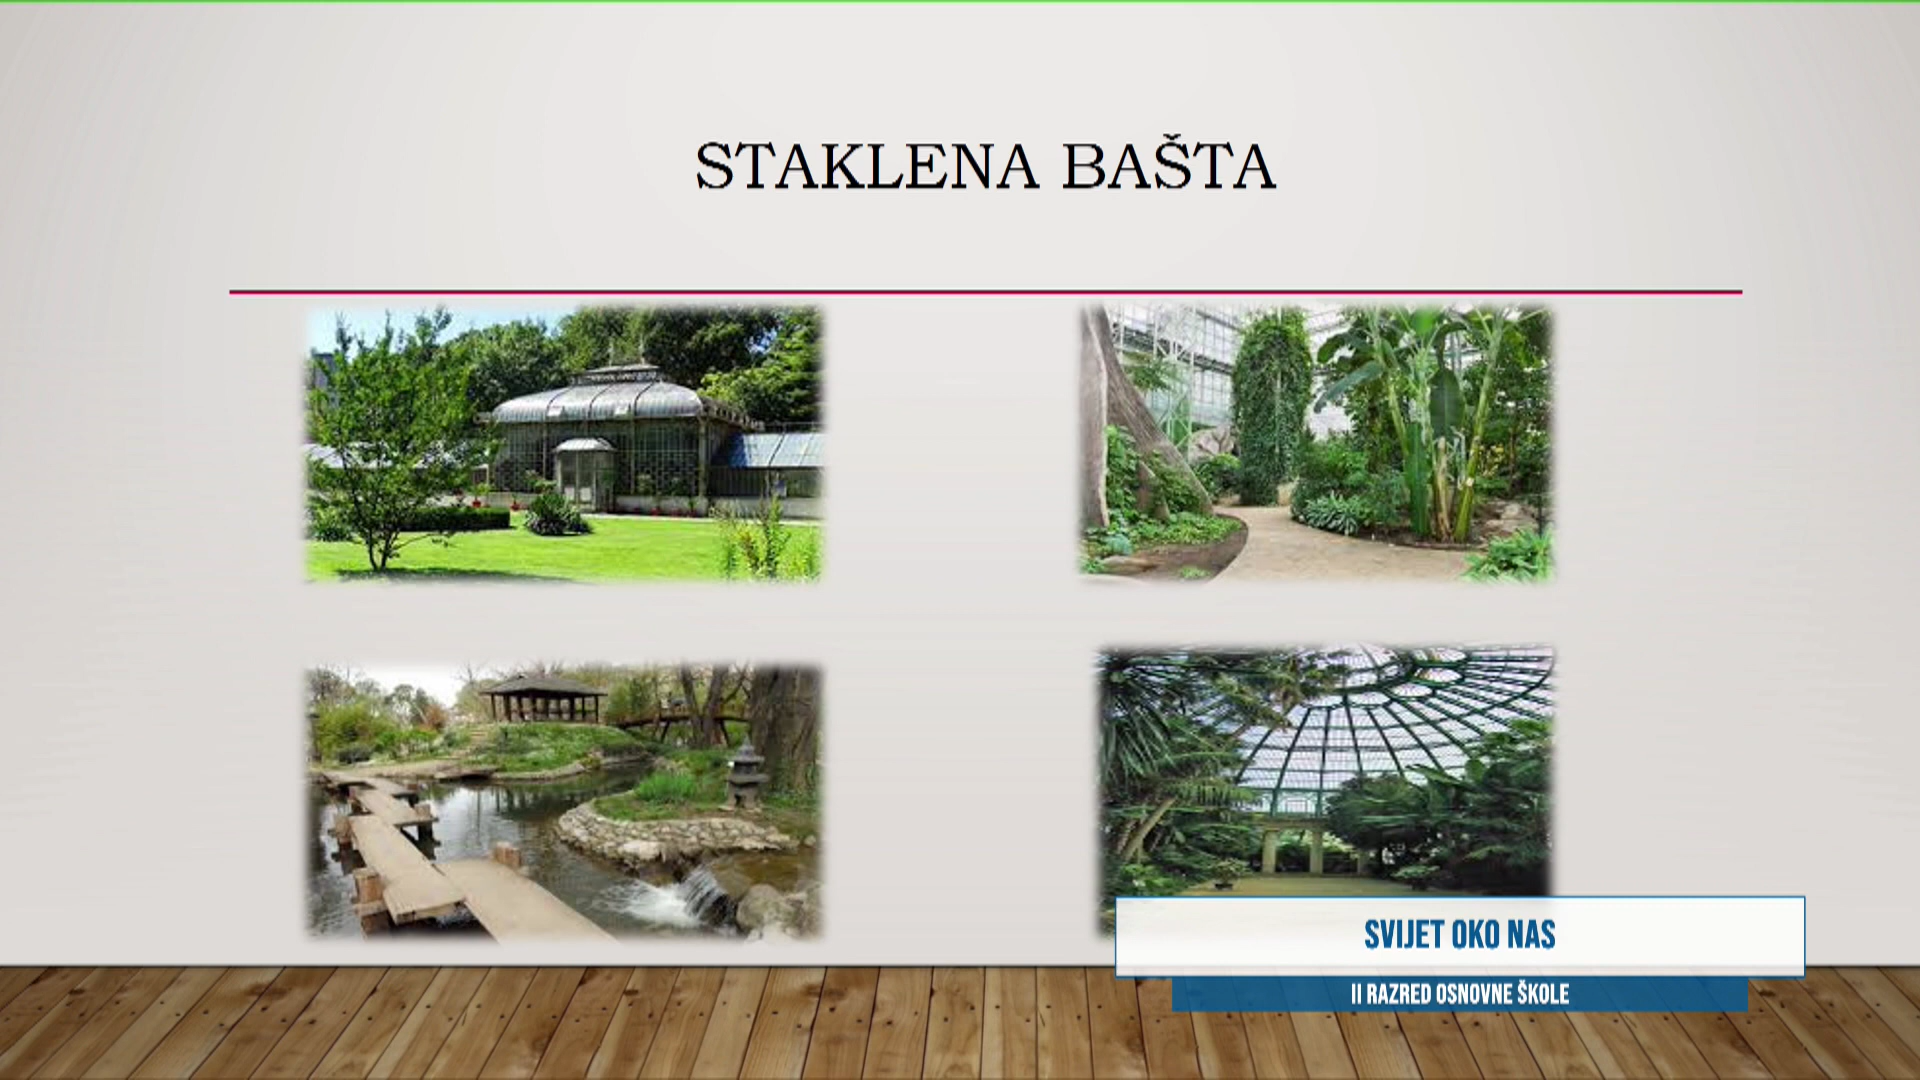 STAKLENA BAŠTA
SVIJET OKO NAS
II RAZRED OSNOVNE ŠKOLE